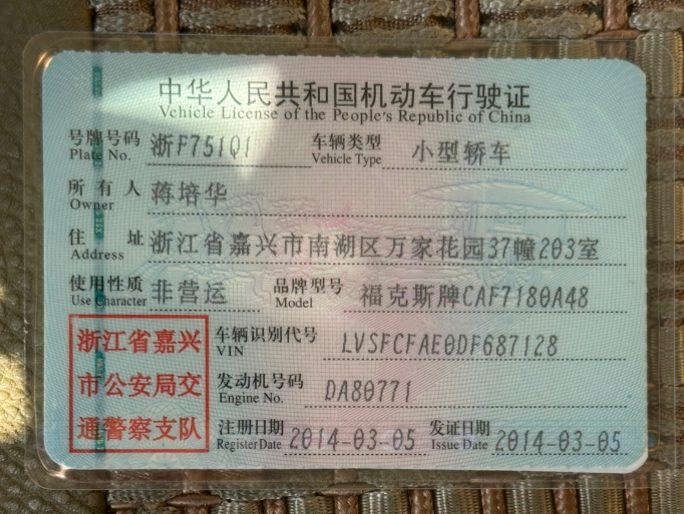 中华人民共和国机动车行驶证
Vehicle License of the People's Republic of China
号牌号码 浙F751Q1 车辆类型 小型轿车
Plate No. Vehicle Type
所有人 蒋培华
Owner
住址 浙江省嘉兴市南湖区万家花园37幢203室
Address
使用性质 非营运 品牌型号 福克斯牌CAF7180A48
Use Character Model
浙江省嘉兴
市公安局交
通警察支队
车辆识别代号 LVSFCFAE0DF687128
VIN
发动机号码 DA80771
Engine No.
注册日期 2014-03-05 发证日期 2014-03-05
Register Date Issue Date